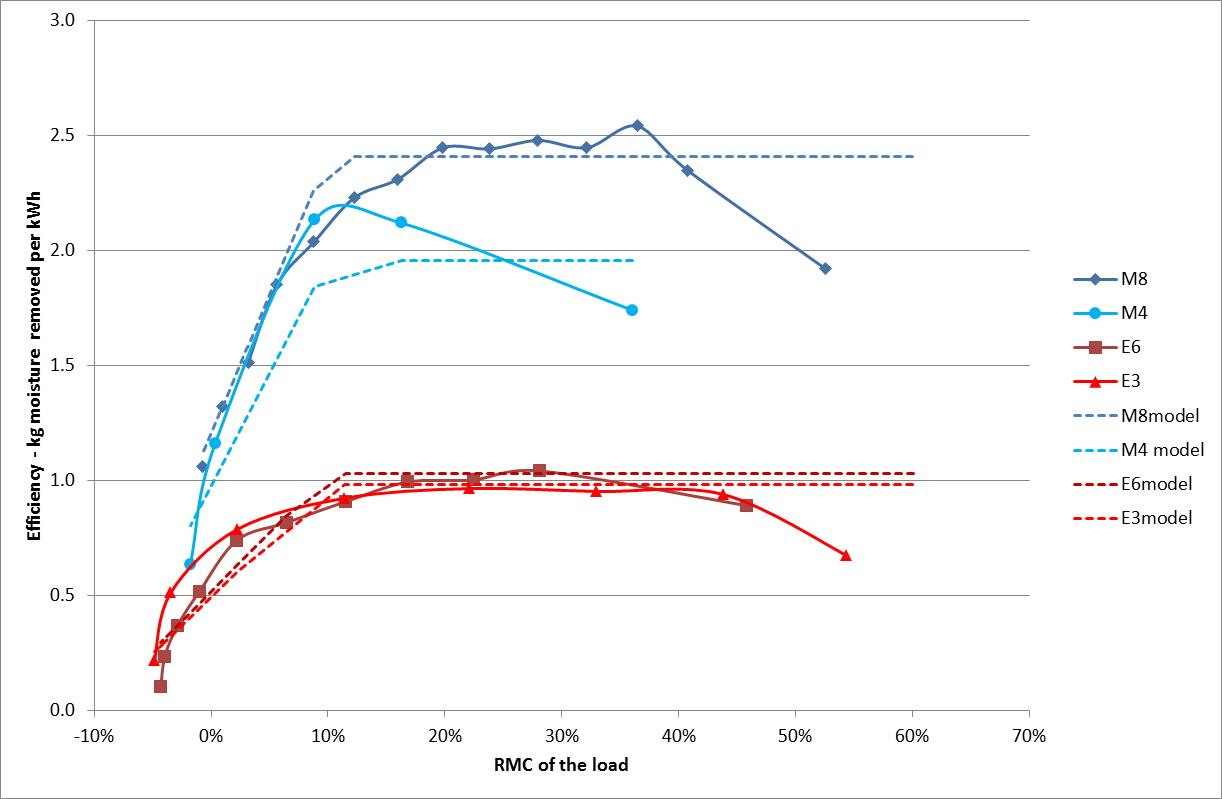 3.0
2.5
2.0
1.5
1.0
0.5
0.0
Efficiency - kg moisture removed per kWh
-10% 0% 10% 20% 30% 40% 50% 60% 70%
RMC of the load
M8
M4
E6
E3
M8model
M4 model
E6model
E3model